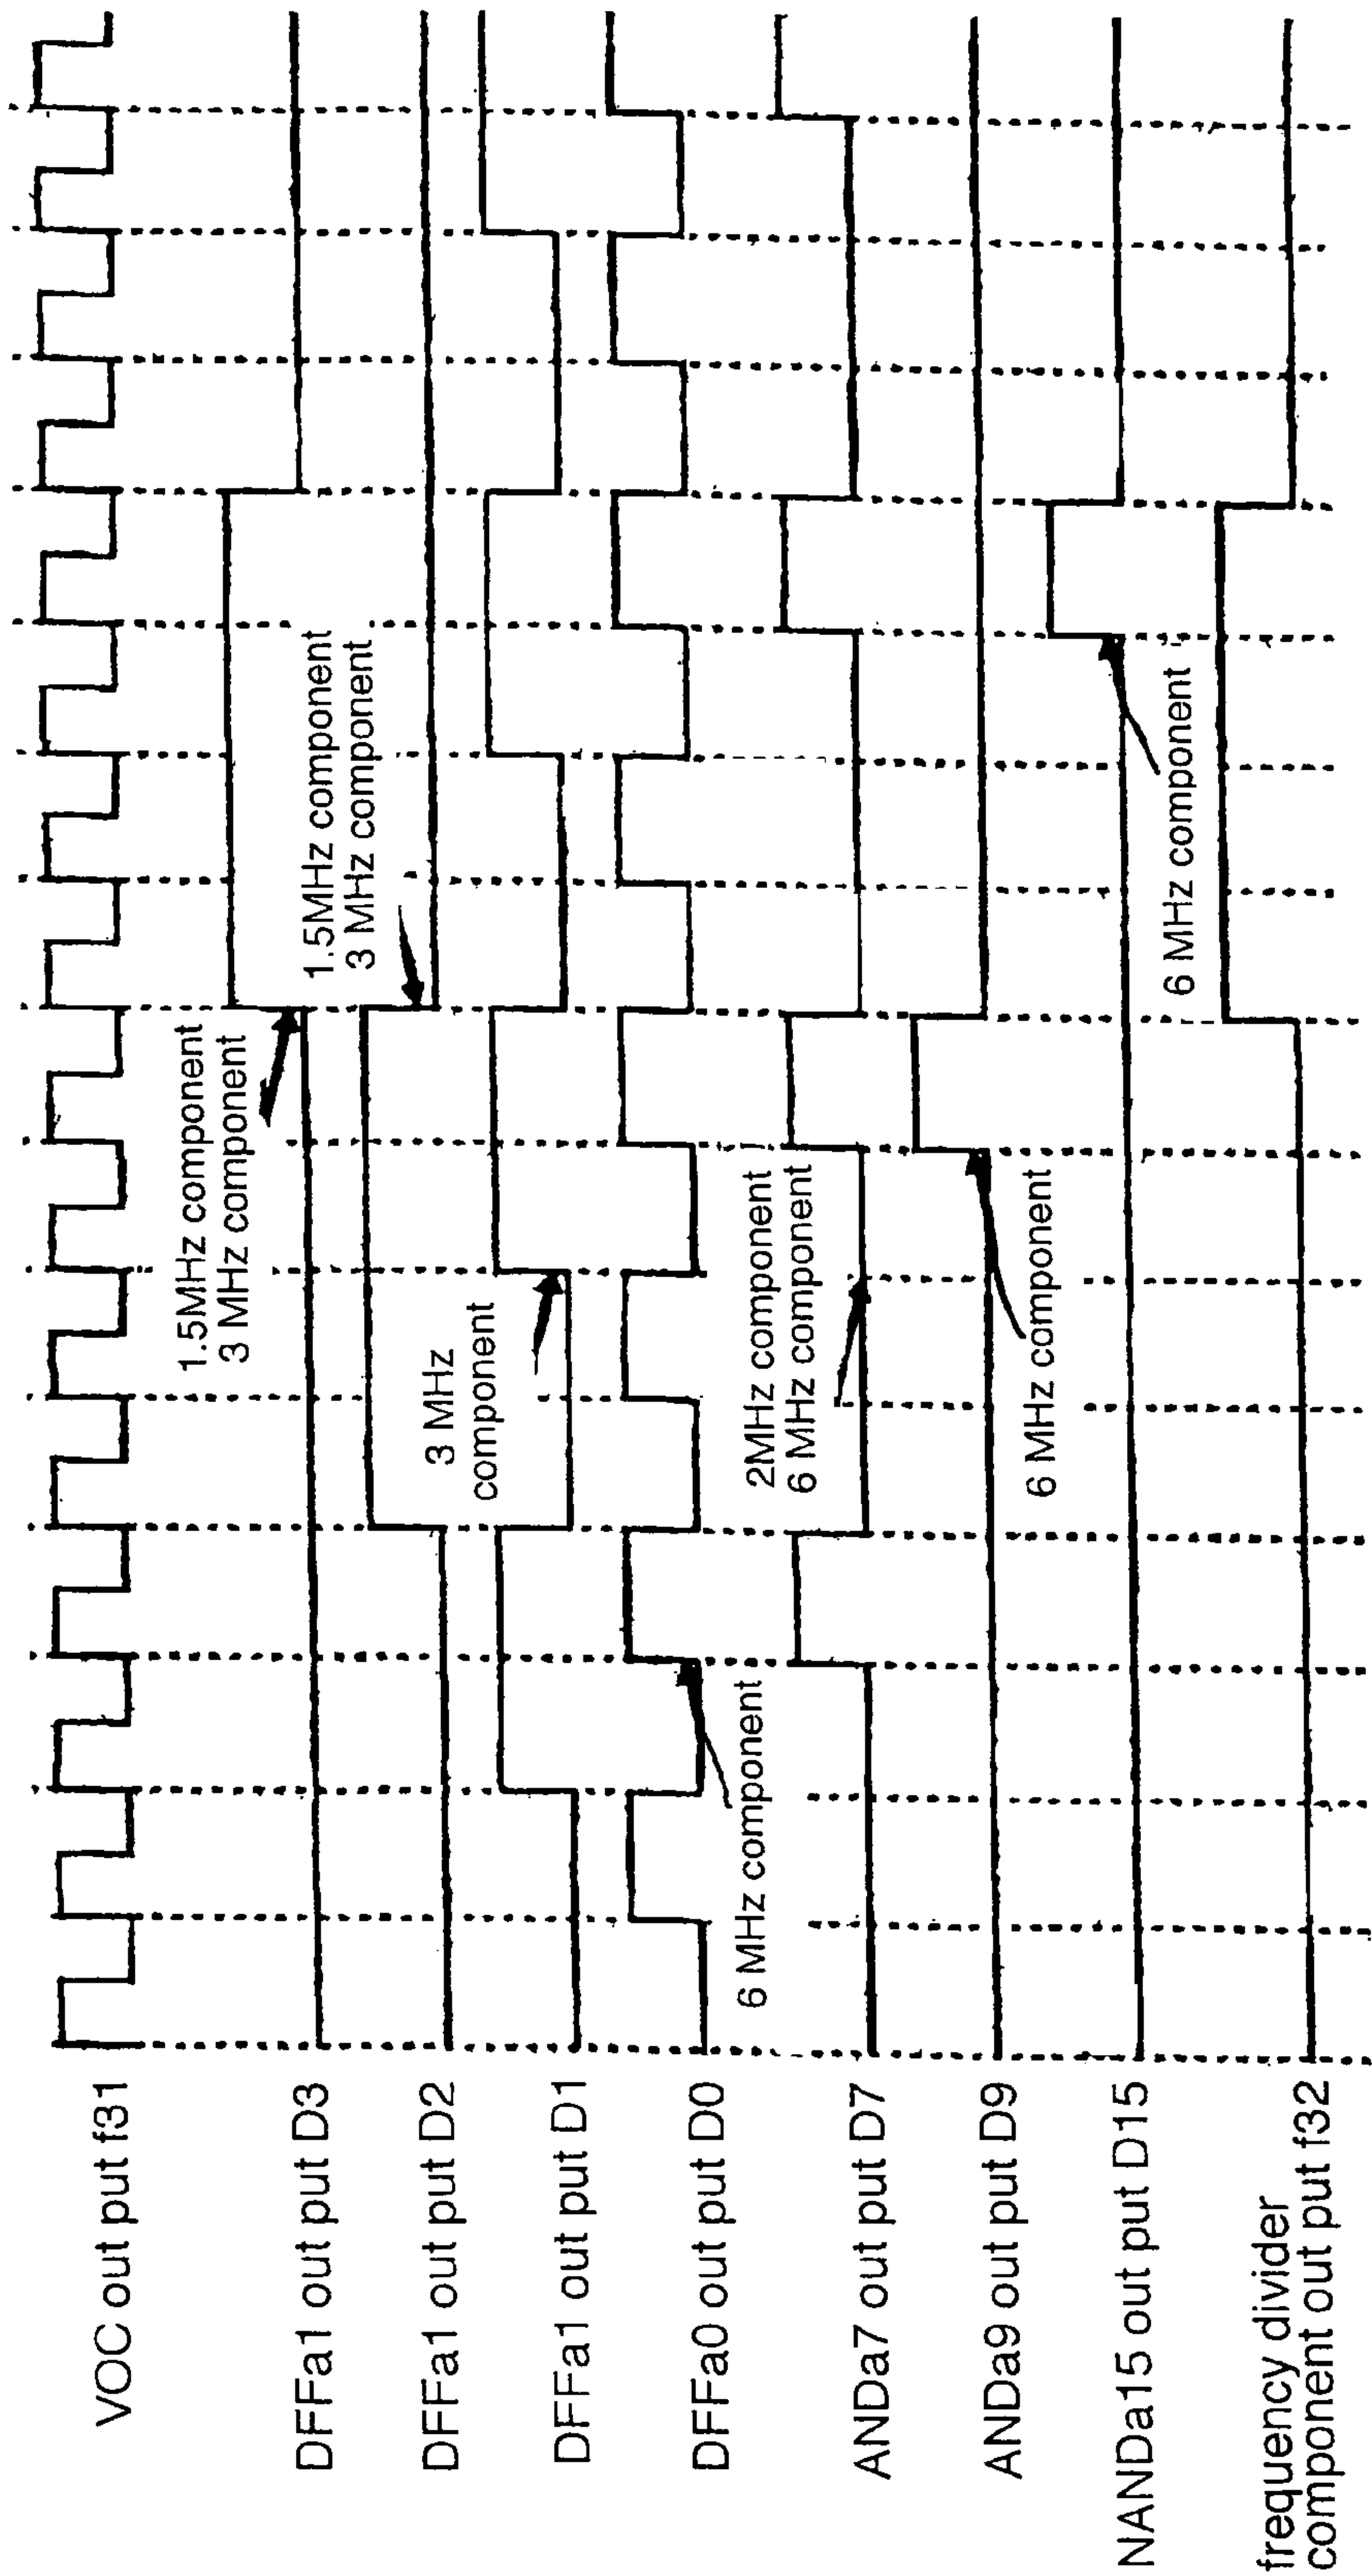 VOC out put f31
DFFa1 out put D3
1.5MHz component
3 MHz component
DFFa1 out put D2
1.5MHz component
3 MHz component
DFFa1 out put D1
3 MHz
component
DFFa0 out put D0
6 MHz component
ANDa7 out put D7
2MHz component
6 MHz component
ANDa9 out put D9
6 MHz component
NANDa15 out put D15
6 MHz component
frequency divider
component out put f32